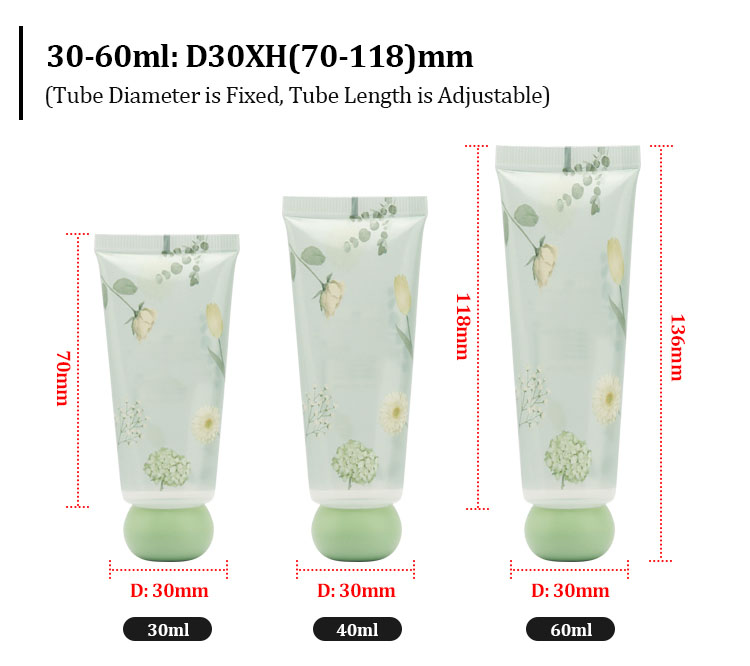 30-60ml: D30XH(70-118)mm
(Tube Diameter is Fixed, Tube Length is Adjustable)
70mm
118mm
136mm
D: 30mm
D: 30mm
D: 30mm
30ml
40ml
60ml